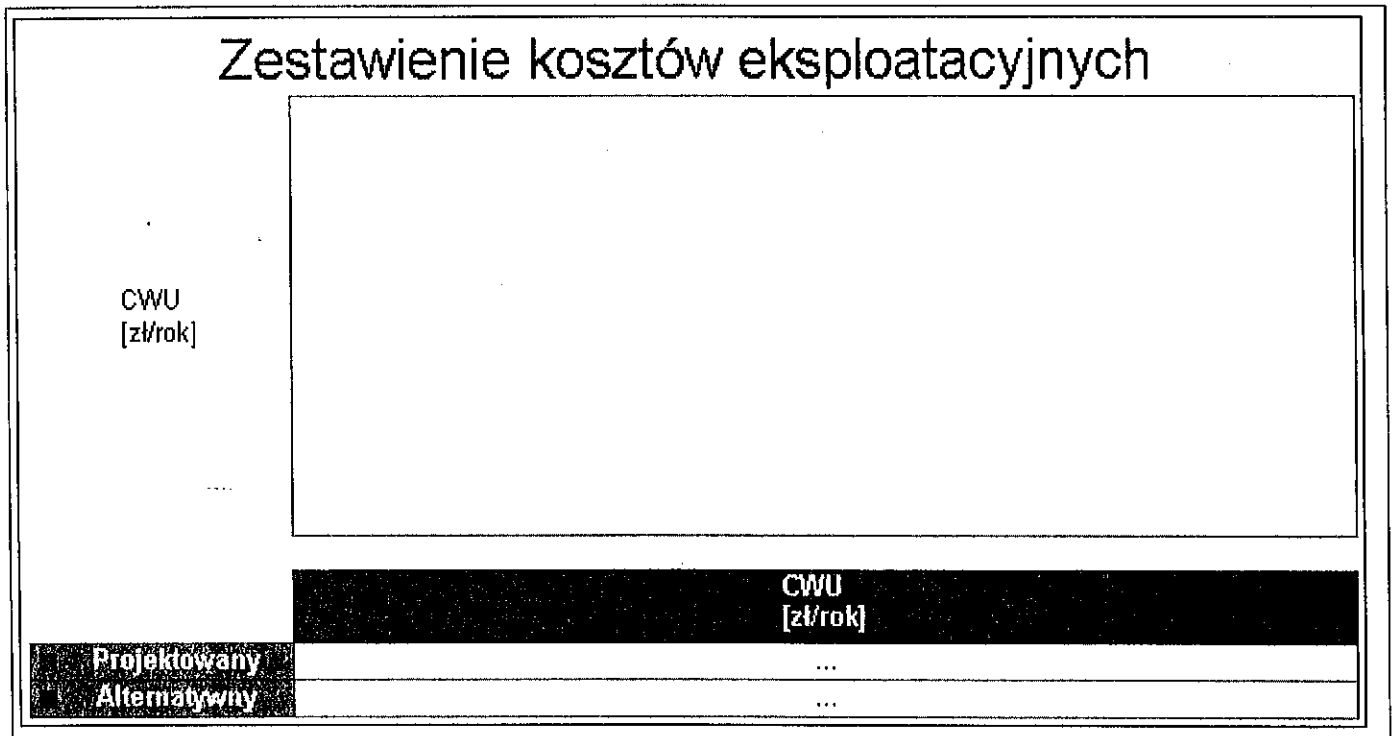 Zestawienie kosztów eksploatacyjnych
CWU
[zł/rok]
CWU
[zł/rok]
Projektowany ...
Alternatywny ...